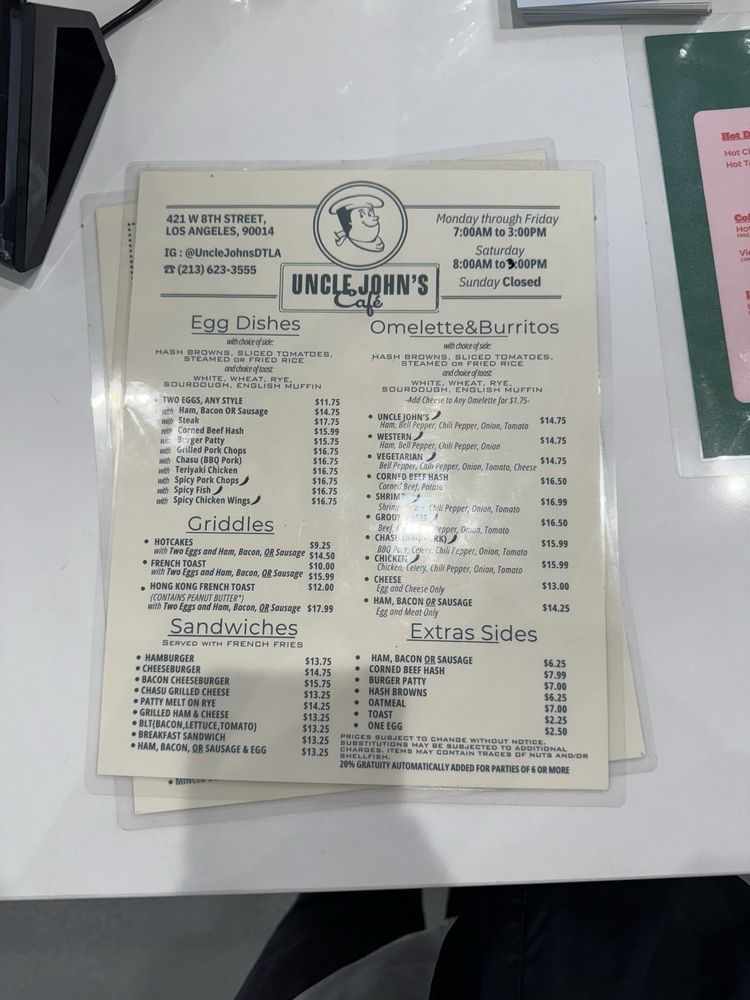 421 W 8TH STREET,
LOS ANGELES, 90014
IG : @UncleJohnsDTLA
☎ (213) 623-3555
UNCLE JOHN'S
Café
Monday through Friday
7:00AM to 3:00PM
Saturday
8:00AM to 3:00PM
Sunday Closed
Egg Dishes
with choice of side:
HASH BROWNS, SLICED TOMATOES,
STEAMED OR FRIED RICE
and choice of toast:
WHITE, WHEAT, RYE,
SOURDOUGH, ENGLISH MUFFIN
• TWO EGGS, ANY STYLE $11.75
with Ham, Bacon OR Sausage $14.75
with Steak $17.75
with Corned Beef Hash $15.99
with Burger Patty $15.75
with Grilled Pork Chops $16.75
with Chasu (BBQ Pork) $16.75
with Teriyaki Chicken $16.75
with Spicy Pork Chops $16.75
with Spicy Fish $16.75
with Spicy Chicken Wings $16.75
Griddles
• HOTCAKES $9.25
with Two Eggs and Ham, Bacon, OR Sausage $14.50
• FRENCH TOAST $10.00
with Two Eggs and Ham, Bacon, OR Sausage $15.99
• HONG KONG FRENCH TOAST $12.00
(CONTAINS PEANUT BUTTER*)
with Two Eggs and Ham, Bacon, OR Sausage $17.99
Sandwiches
SERVED WITH FRENCH FRIES
• HAMBURGER $13.75
• CHEESEBURGER $14.75
• BACON CHEESEBURGER $15.75
• CHASU GRILLED CHEESE $13.25
• PATTY MELT ON RYE $14.25
• GRILLED HAM & CHEESE $13.25
• BLT(BACON,LETTUCE,TOMATO) $13.25
• BREAKFAST SANDWICH $13.25
• HAM, BACON, OR SAUSAGE & EGG $13.25
Omelette&Burritos
with choice of side:
HASH BROWNS, SLICED TOMATOES,
STEAMED OR FRIED RICE
and choice of toast:
WHITE, WHEAT, RYE,
SOURDOUGH, ENGLISH MUFFIN
-Add Cheese to Any Omelette for $1.75-
• UNCLE JOHN'S $14.75
Ham, Bell Pepper, Chili Pepper, Onion, Tomato
• WESTERN $14.75
Ham, Bell Pepper, Chili Pepper, Onion
• VEGETARIAN $14.75
Bell Pepper, Chili Pepper, Onion, Tomato, Cheese
• CORNED BEEF HASH $16.50
Corned Beef, Potato
• SHRIMP $16.99
Shrimp, Celery, Chili Pepper, Onion, Tomato
• GROUND BEEF $16.50
Beef, Pepper, Onion, Tomato
• CHASU (BBQ PORK) $15.99
BBQ Pork, Celery, Chili Pepper, Onion, Tomato
• CHICKEN $15.99
Chicken, Celery, Chili Pepper, Onion, Tomato
• CHEESE $13.00
Egg and Cheese Only
• HAM, BACON OR SAUSAGE $14.25
Egg and Meat Only
Extras Sides
• HAM, BACON OR SAUSAGE $6.25
• CORNED BEEF HASH $7.99
• BURGER PATTY $7.00
• HASH BROWNS $6.25
• OATMEAL $7.00
• TOAST $2.25
• ONE EGG $2.50
PRICES SUBJECT TO CHANGE WITHOUT NOTICE.
SUBSTITUTIONS MAY BE SUBJECTED TO ADDITIONAL
CHARGES. ITEMS MAY CONTAIN TRACES OF NUTS AND/OR
SHELLFISH.
20% GRATUITY AUTOMATICALLY ADDED FOR PARTIES OF 6 OR MORE